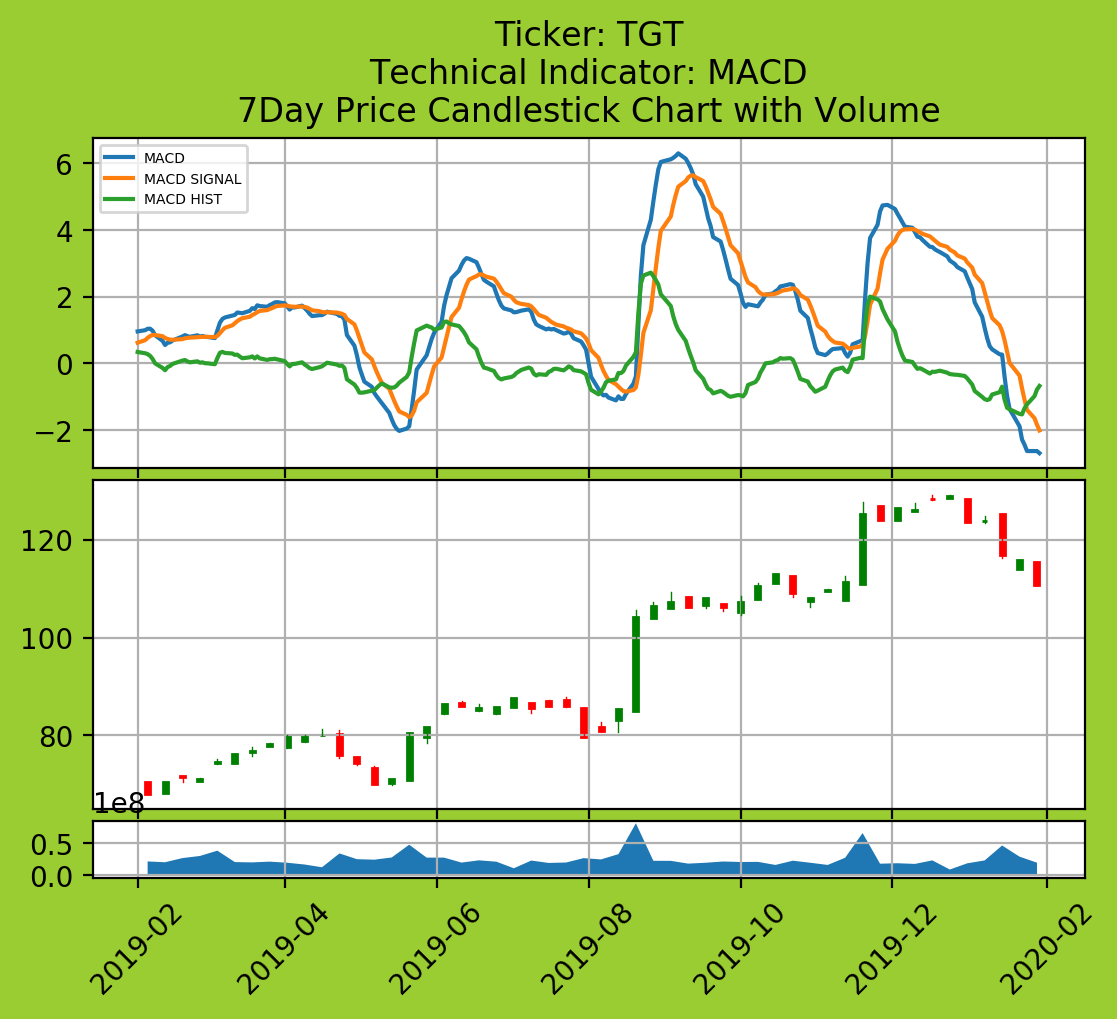 Ticker: TGT
Technical Indicator: MACD
7Day Price Candlestick Chart with Volume
MACD
MACD SIGNAL
MACD HIST
6
4
2
0
−2
120
100
80
1e8
0.5
0.0
2019-02
2019-04
2019-06
2019-08
2019-10
2019-12
2020-02